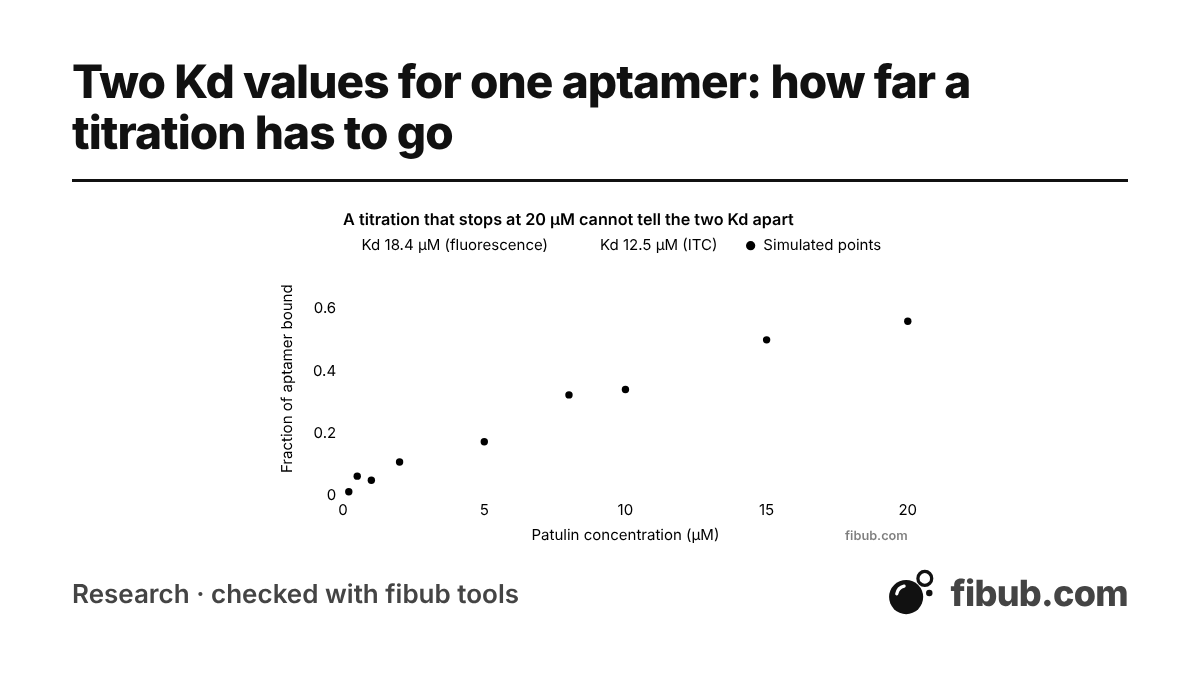 Two Kd values for one aptamer: how far a
titration has to go
A titration that stops at 20 µM cannot tell the two Kd apart
Kd 18.4 µM (fluorescence) Kd 12.5 µM (ITC) Simulated points
Fraction of aptamer bound
0.6
0.4
0.2
0
0 5 10 15 20
Patulin concentration (µM)
fibub.com
Research · checked with fibub tools
fibub.com